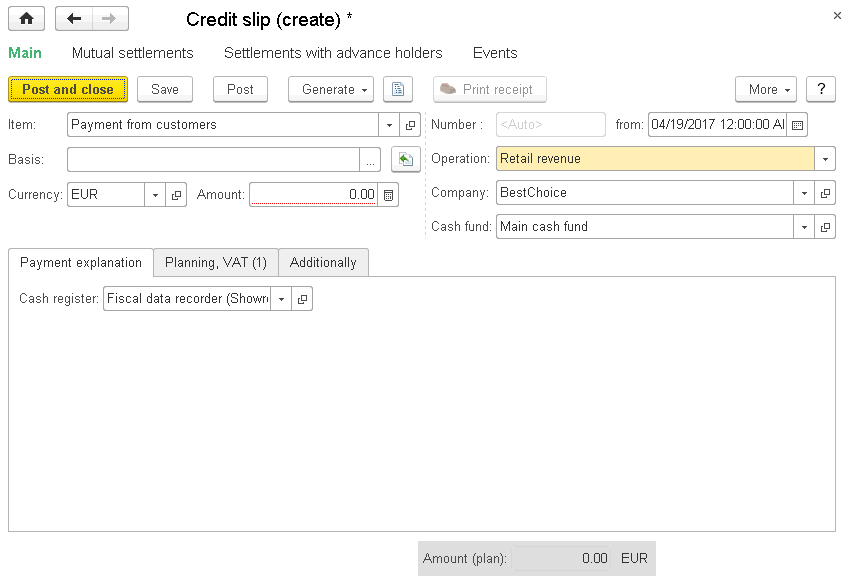 Credit slip (create) *
Main Mutual settlements Settlements with advance holders Events
Post and close Save Post Generate Print receipt More ?
Item: Payment from customers Number : <Auto> from: 04/19/2017 12:00:00 Al
Basis: ... Operation: Retail revenue
Currency: EUR Amount: 0.00 Company: BestChoice
Cash fund: Main cash fund
Payment explanation Planning, VAT (1) Additionally
Cash register: Fiscal data recorder (Showr
Amount (plan): 0.00 EUR